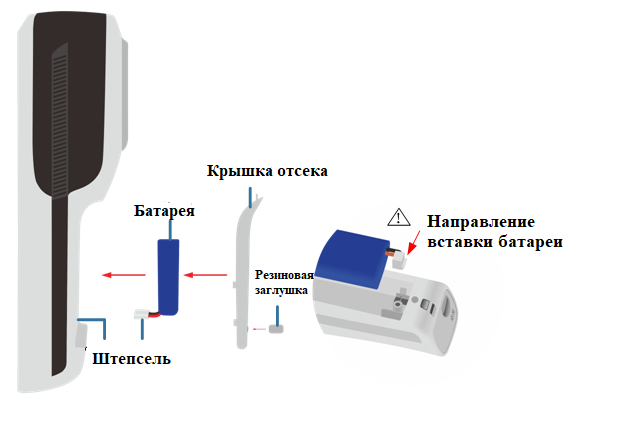 Крышка отсека
Батарея
Направление
вставки батареи
Резиновая
заглушка
Штепсель